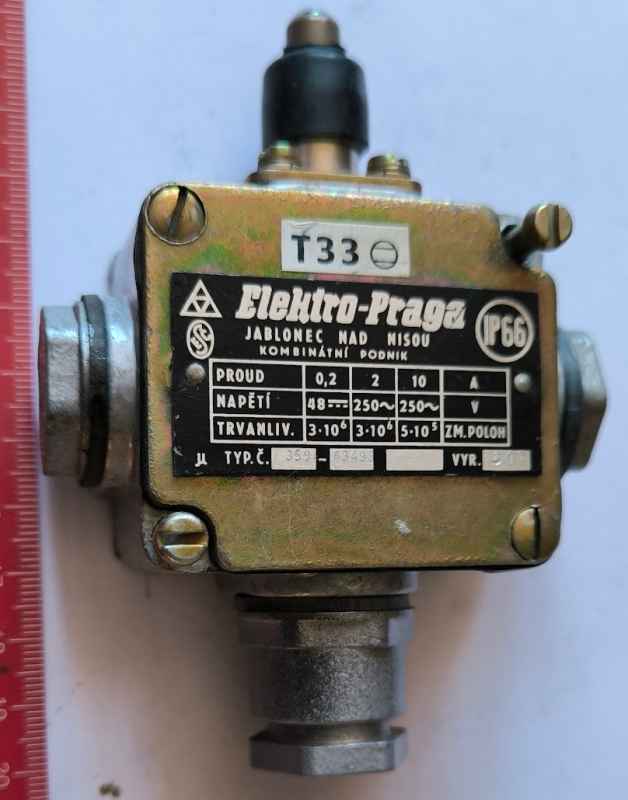 T33
Elektro-Praga
JABLONEC NAD NISOU
KOMBINÁTNÍ PODNIK
IP66
PROUD 0,2 2 10 A
NAPĚTÍ 48⎓ 250~ 250~ V
TRVANLIV. 3·10⁶ 3·10⁶ 5·10⁵ ZM.POLOH
µ TYP.Č. - VYR.
20